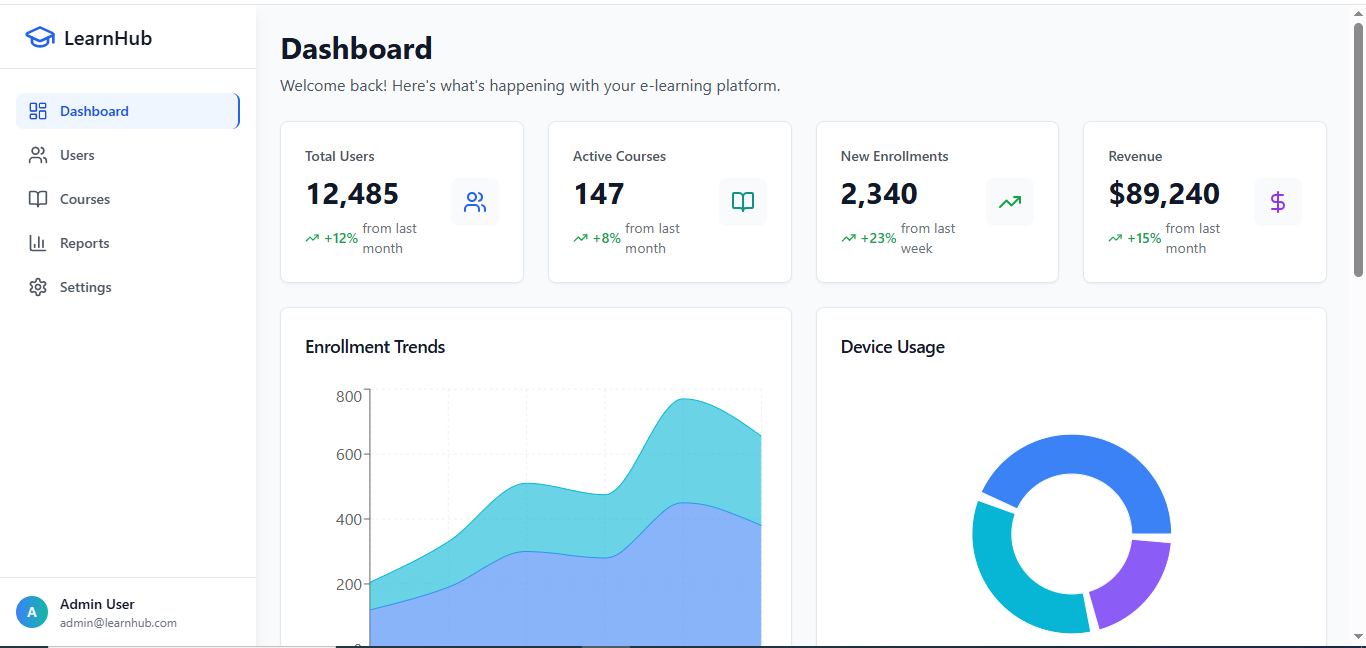 LearnHub
Dashboard
Users
Courses
Reports
Settings
A
Admin User
admin@learnhub.com
Dashboard
Welcome back! Here's what's happening with your e-learning platform.
Total Users
12,485
+12% from last
month
Active Courses
147
+8% from last
month
New Enrollments
2,340
+23% from last
week
Revenue
$89,240
$
+15% from last
month
Enrollment Trends
800
600
400
200
Device Usage